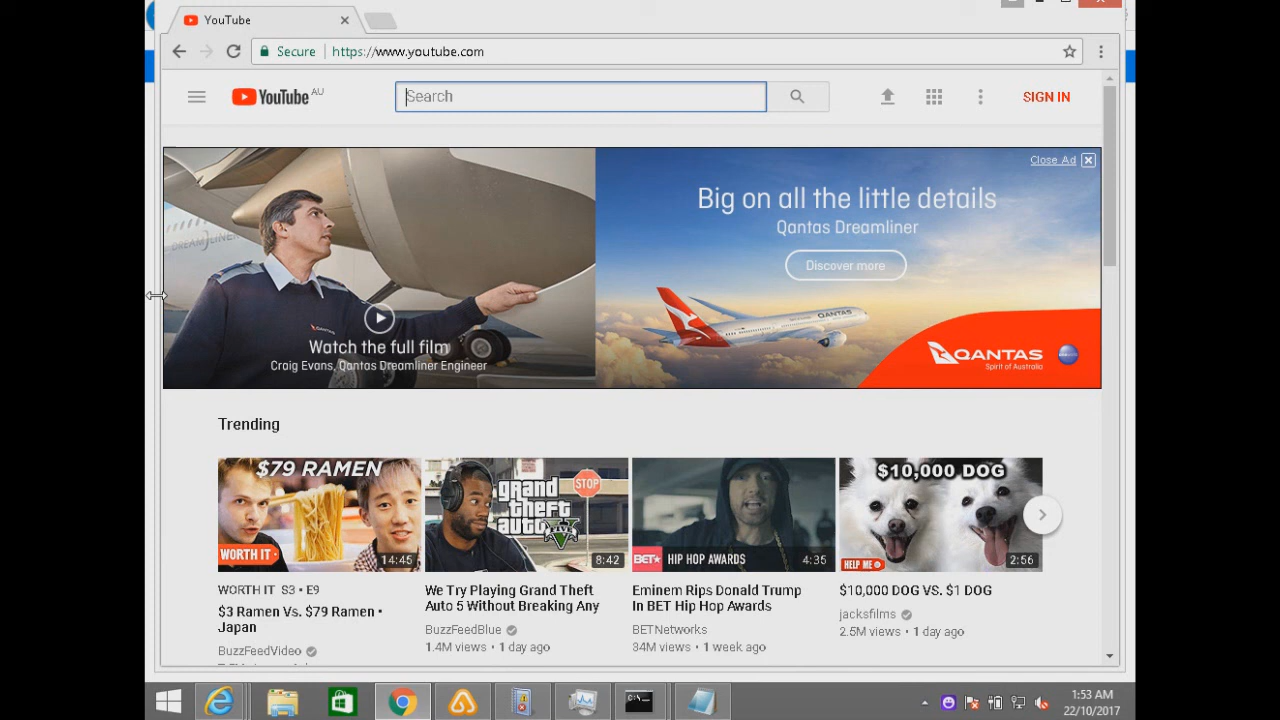 YouTube
Secure
https://www.youtube.com
YouTube AU
Search
SIGN IN
Close Ad
Big on all the little details
Qantas Dreamliner
Discover more
DREAMLINER
QANTAS
Watch the full film
Craig Evans, Qantas Dreamliner Engineer
QANTAS
Spirit of Australia
Trending
$79 RAMEN
WORTH IT
14:45
grand
theft
auto
V
STOP
8:42
BET★ HIP HOP AWARDS
4:35
$10,000 DOG
HELP ME
2:56
WORTH IT S3 • E9
$3 Ramen Vs. $79 Ramen •
Japan
BuzzFeedVideo
We Try Playing Grand Theft
Auto 5 Without Breaking Any
BuzzFeedBlue
1.4M views • 1 day ago
Eminem Rips Donald Trump
In BET Hip Hop Awards
BETNetworks
34M views • 1 week ago
$10,000 DOG VS. $1 DOG
jacksfilms
2.5M views • 1 day ago
1:53 AM
22/10/2017